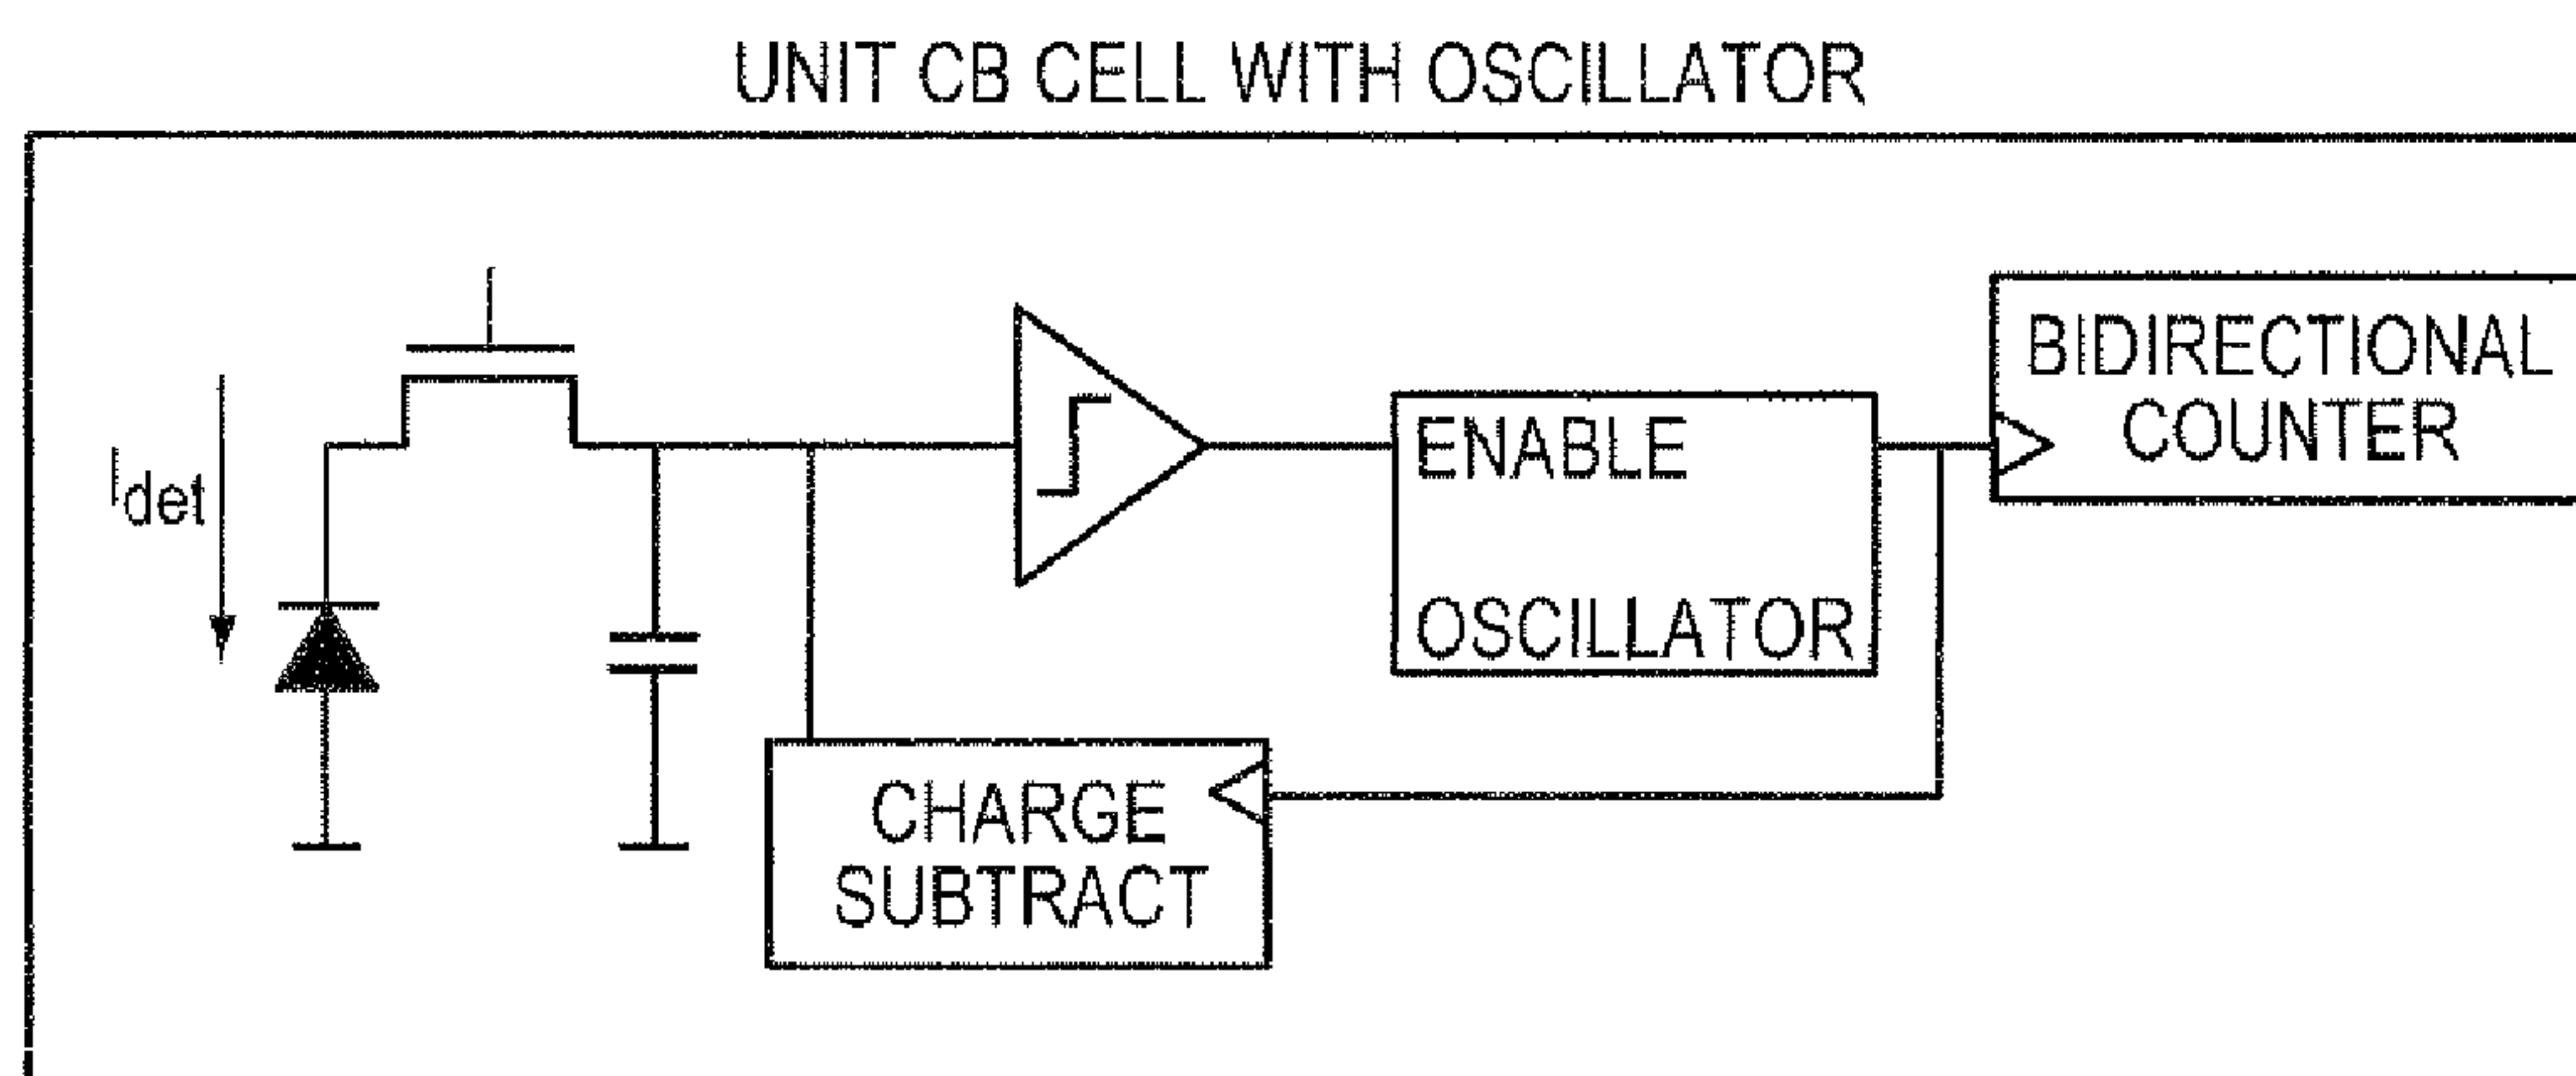 UNIT CB CELL WITH OSCILLATOR
Idet
ENABLE
OSCILLATOR
BIDIRECTIONAL
COUNTER
CHARGE
SUBTRACT